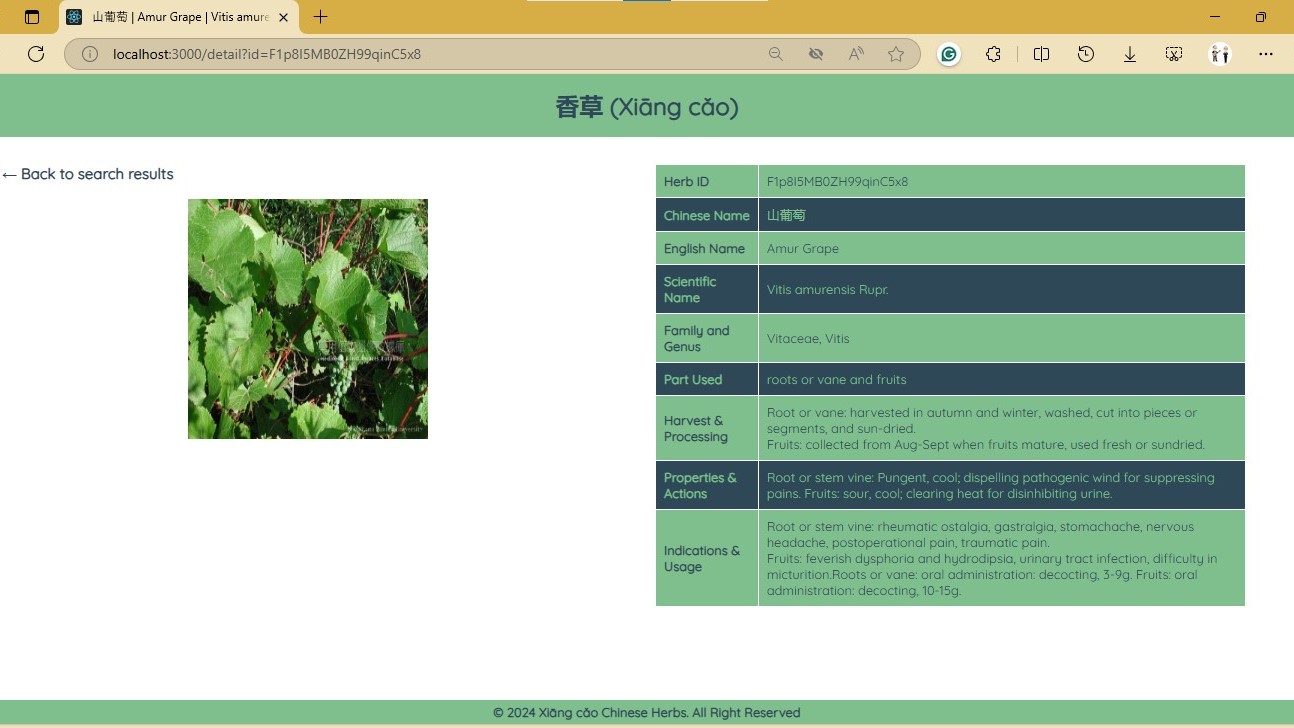 山葡萄 | Amur Grape | Vitis amure
localhost:3000/detail?id=F1p8I5MB0ZH99qinC5x8
香草 (Xiāng cǎo)
← Back to search results
Herb ID
F1p8I5MB0ZH99qinC5x8
Chinese Name
山葡萄
English Name
Amur Grape
Scientific
Name
Vitis amurensis Rupr.
Family and
Genus
Vitaceae, Vitis
Part Used
roots or vane and fruits
Harvest &
Processing
Root or vane: harvested in autumn and winter, washed, cut into pieces or
segments, and sun-dried.
Fruits: collected from Aug-Sept when fruits mature, used fresh or sundried.
Properties &
Actions
Root or stem vine: Pungent, cool; dispelling pathogenic wind for suppressing
pains. Fruits: sour, cool; clearing heat for disinhibiting urine.
Indications &
Usage
Root or stem vine: rheumatic ostalgia, gastralgia, stomachache, nervous
headache, postoperational pain, traumatic pain.
Fruits: feverish dysphoria and hydrodipsia, urinary tract infection, difficulty in
micturition.Roots or vane: oral administration: decocting, 3-9g. Fruits: oral
administration: decocting, 10-15g.
© 2024 Xiāng cǎo Chinese Herbs. All Right Reserved